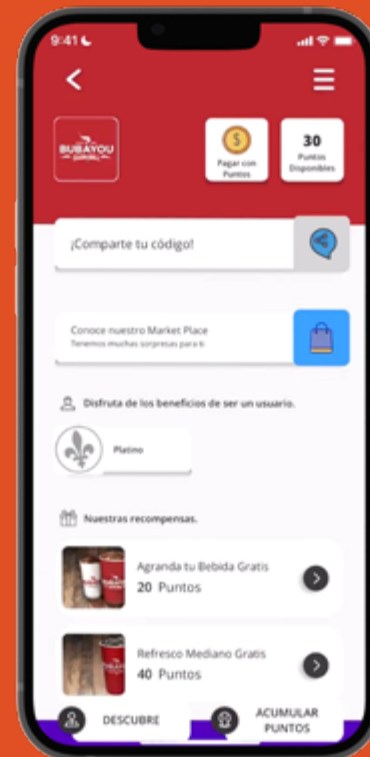 9:41
BUBAYOU
$
Pagar con
Puntos
30
Puntos
Disponibles
¡Comparte tu código!
Conoce nuestro Market Place
Tenemos muchas sorpresas para ti
Disfruta de los beneficios de ser un usuario.
Platino
Nuestras recompensas.
Agranda tu Bebida Gratis
20 Puntos
Refresco Mediano Gratis
40 Puntos
DESCUBRE
ACUMULAR
PUNTOS